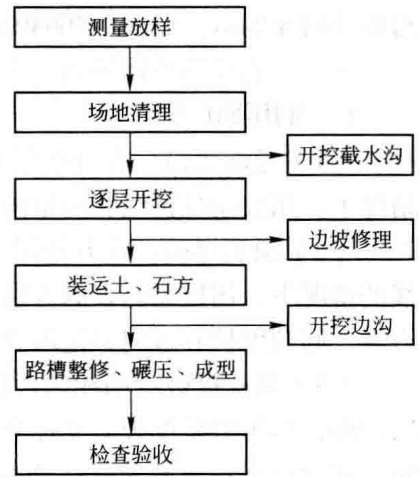 测量放样
场地清理
开挖截水沟
逐层开挖
边坡修理
装运土、石方
开挖边沟
路槽整修、碾压、成型
检查验收